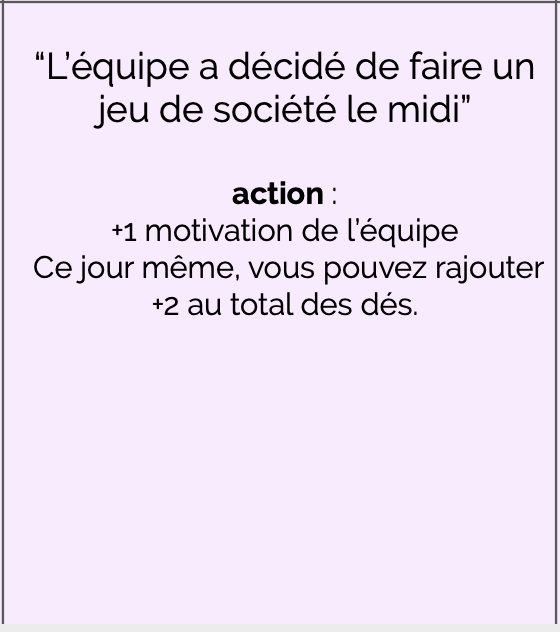 “L’équipe a décidé de faire un
jeu de société le midi”
action :
+1 motivation de l’équipe
Ce jour même, vous pouvez rajouter
+2 au total des dés.